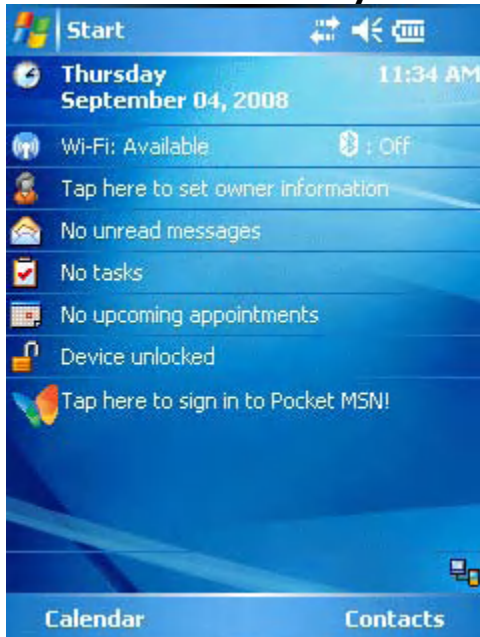 Start
Thursday 11:34 AM
September 04, 2008
Wi-Fi: Available : Off
Tap here to set owner information
No unread messages
No tasks
No upcoming appointments
Device unlocked
Tap here to sign in to Pocket MSN!
Calendar Contacts